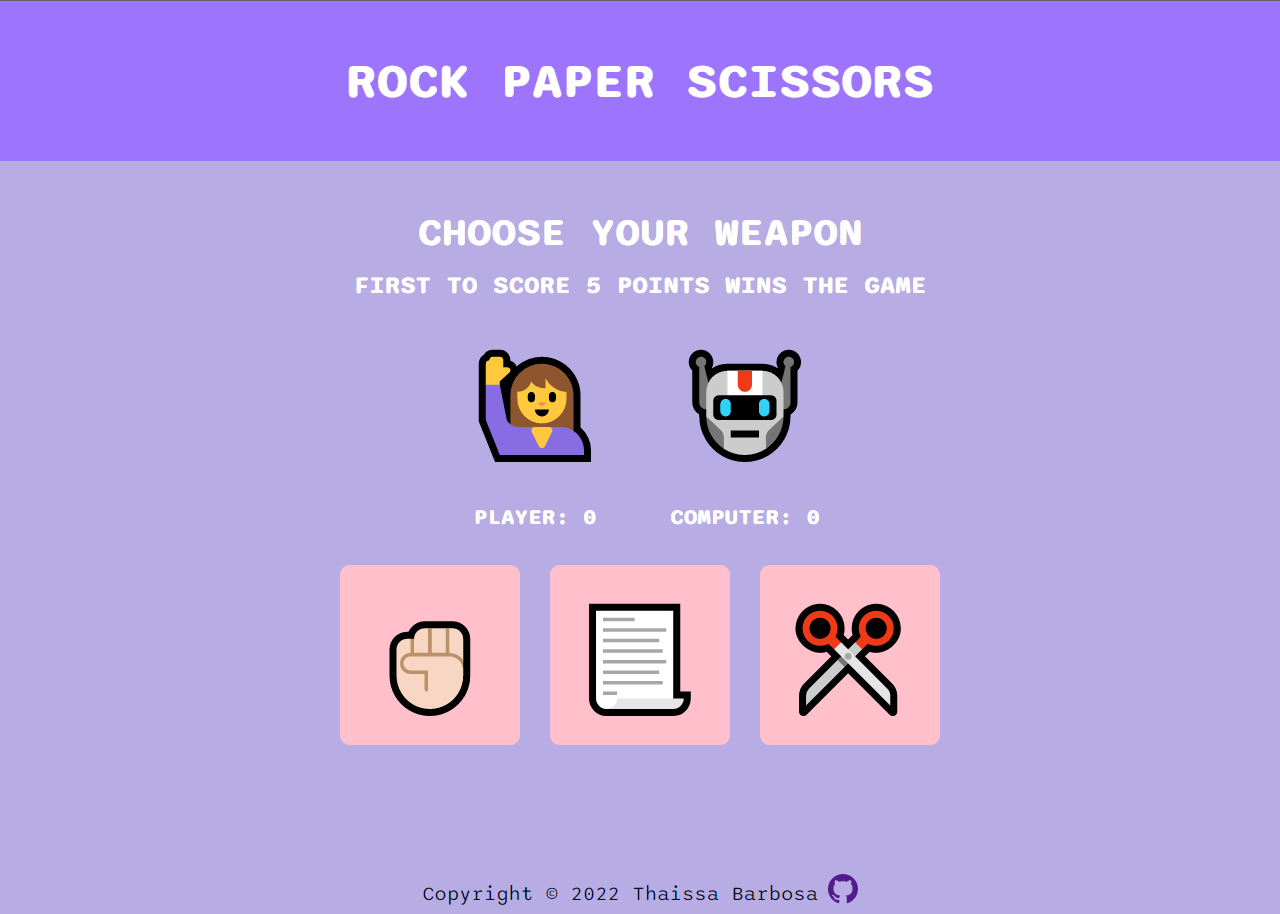 ROCK PAPER SCISSORS
CHOOSE YOUR WEAPON
FIRST TO SCORE 5 POINTS WINS THE GAME
PLAYER: 0
COMPUTER: 0
Copyright © 2022 Thaissa Barbosa